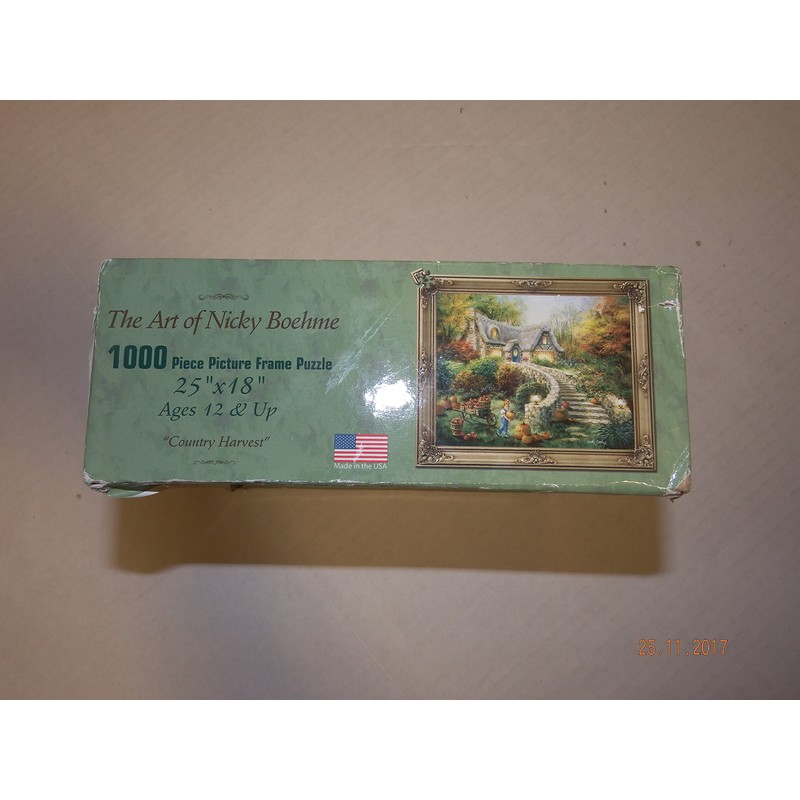 The Art of Nicky Boehme
1000 Piece Picture Frame Puzzle
25"x18"
Ages 12 & Up
"Country Harvest"
Made in the USA
25.11.2017